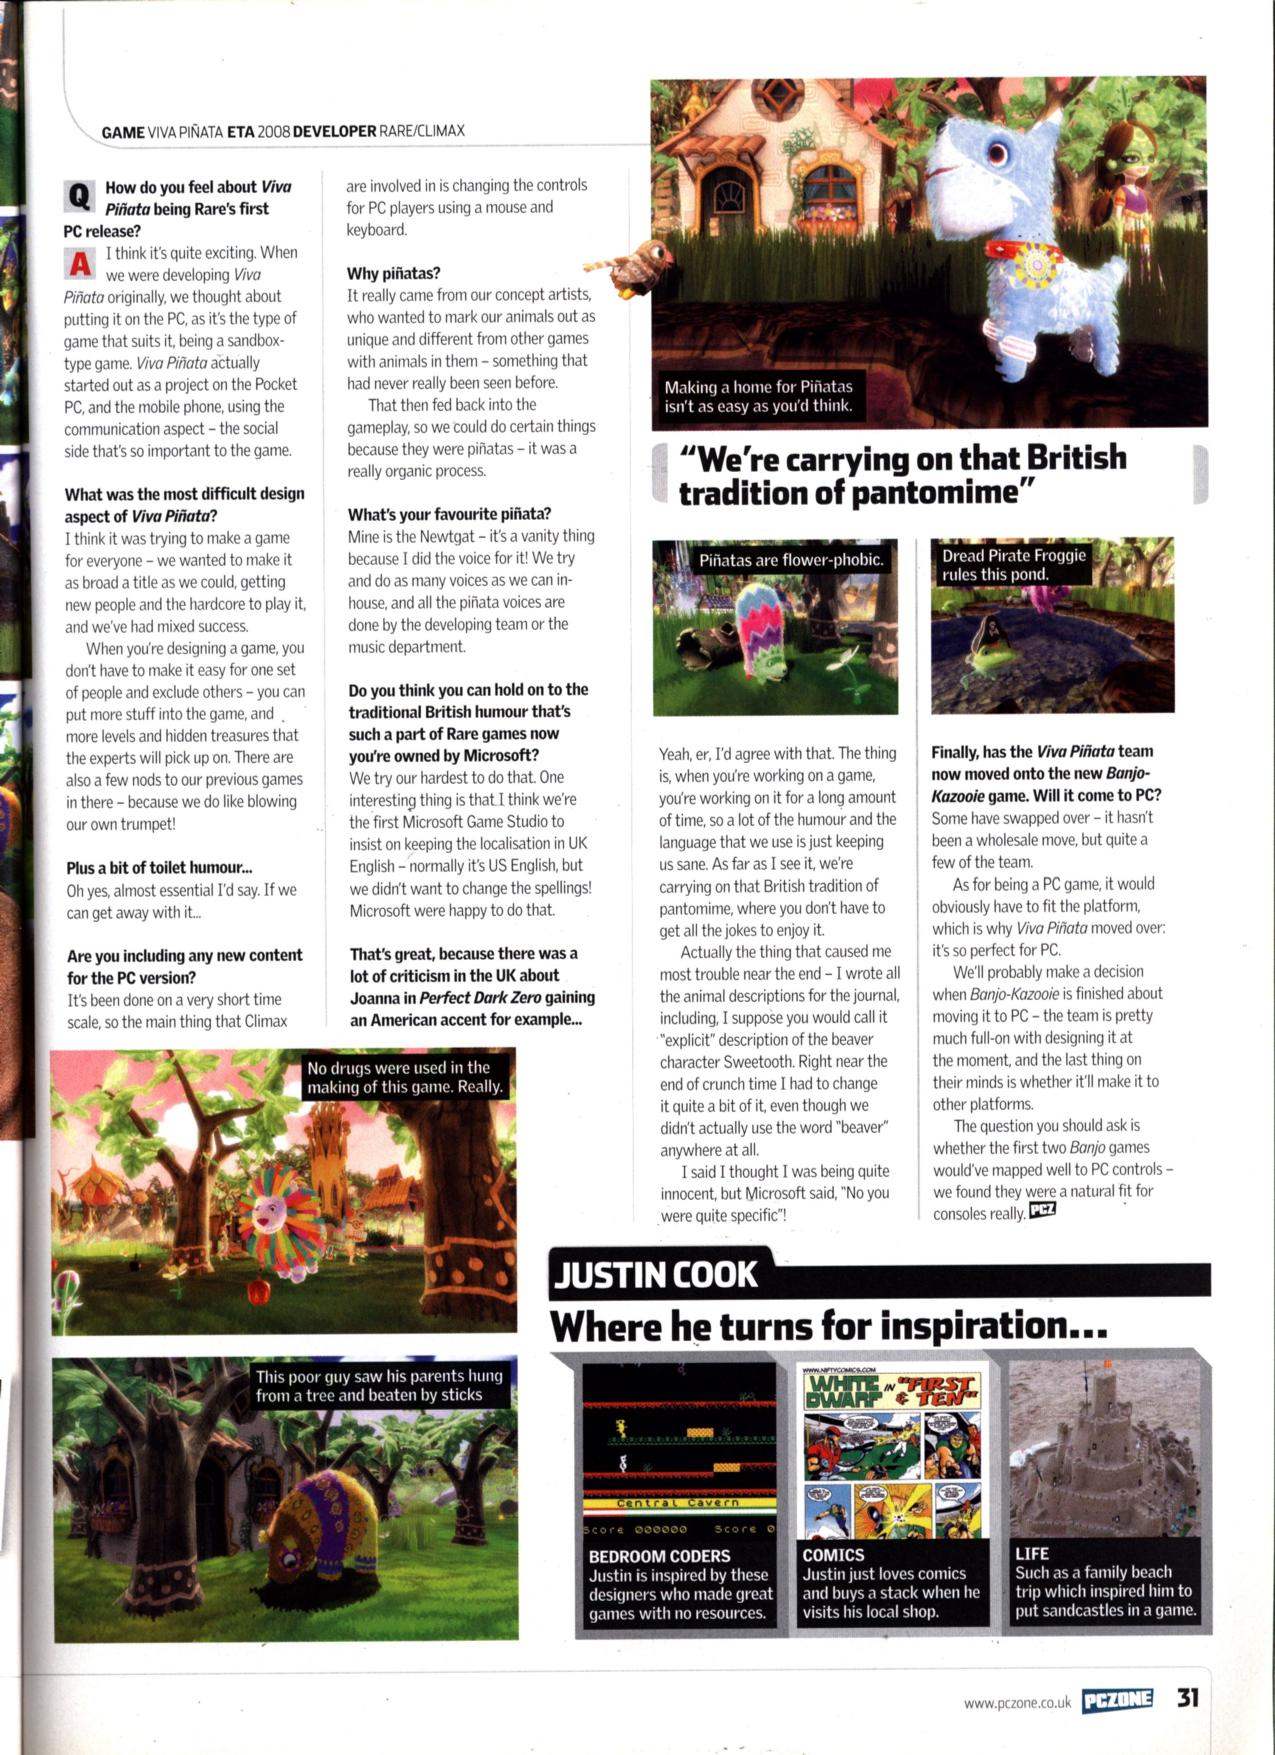 GAME VIVA PIÑATA ETA 2008 DEVELOPER RARE/CLIMAX
Q How do you feel about Viva
Piñata being Rare's first
PC release?
A I think it's quite exciting. When
we were developing Viva
Piñata originally, we thought about
putting it on the PC, as it's the type of
game that suits it, being a sandbox-
type game. Viva Piñata actually
started out as a project on the Pocket
PC, and the mobile phone, using the
communication aspect – the social
side that's so important to the game.
What was the most difficult design
aspect of Viva Piñata?
I think it was trying to make a game
for everyone – we wanted to make it
as broad a title as we could, getting
new people and the hardcore to play it,
and we've had mixed success.
When you're designing a game, you
don't have to make it easy for one set
of people and exclude others – you can
put more stuff into the game, and
more levels and hidden treasures that
the experts will pick up on. There are
also a few nods to our previous games
in there – because we do like blowing
our own trumpet!
Plus a bit of toilet humour...
Oh yes, almost essential I'd say. If we
can get away with it...
Are you including any new content
for the PC version?
It's been done on a very short time
scale, so the main thing that Climax
are involved in is changing the controls
for PC players using a mouse and
keyboard.
Why piñatas?
It really came from our concept artists,
who wanted to mark our animals out as
unique and different from other games
with animals in them – something that
had never really been seen before.
That then fed back into the
gameplay, so we could do certain things
because they were piñatas – it was a
really organic process.
What's your favourite piñata?
Mine is the Newtgat – it's a vanity thing
because I did the voice for it! We try
and do as many voices as we can in-
house, and all the piñata voices are
done by the developing team or the
music department.
Do you think you can hold on to the
traditional British humour that's
such a part of Rare games now
you're owned by Microsoft?
We try our hardest to do that. One
interesting thing is that I think we're
the first Microsoft Game Studio to
insist on keeping the localisation in UK
English – normally it's US English, but
we didn't want to change the spellings!
Microsoft were happy to do that.
That's great, because there was a
lot of criticism in the UK about
Joanna in Perfect Dark Zero gaining
an American accent for example...
Making a home for Piñatas
isn't as easy as you'd think.
"We're carrying on that British
tradition of pantomime"
Piñatas are flower-phobic.
Dread Pirate Froggie
rules this pond.
Yeah, er, I'd agree with that. The thing
is, when you're working on a game,
you're working on it for a long amount
of time, so a lot of the humour and the
language that we use is just keeping
us sane. As far as I see it, we're
carrying on that British tradition of
pantomime, where you don't have to
get all the jokes to enjoy it.
Actually the thing that caused me
most trouble near the end – I wrote all
the animal descriptions for the journal,
including, I suppose you would call it
"explicit" description of the beaver
character Sweetooth. Right near the
end of crunch time I had to change
it quite a bit of it, even though we
didn't actually use the word "beaver"
anywhere at all.
I said I thought I was being quite
innocent, but Microsoft said, "No you
were quite specific"!
Finally, has the Viva Piñata team
now moved onto the new Banjo-
Kazooie game. Will it come to PC?
Some have swapped over – it hasn't
been a wholesale move, but quite a
few of the team.
As for being a PC game, it would
obviously have to fit the platform,
which is why Viva Piñata moved over:
it's so perfect for PC.
We'll probably make a decision
when Banjo-Kazooie is finished about
moving it to PC – the team is pretty
much full-on with designing it at
the moment, and the last thing on
their minds is whether it'll make it to
other platforms.
The question you should ask is
whether the first two Banjo games
would've mapped well to PC controls –
we found they were a natural fit for
consoles really. PCZ
No drugs were used in the
making of this game. Really.
This poor guy saw his parents hung
from a tree and beaten by sticks
JUSTIN COOK
Where he turns for inspiration...
Central Cavern
Score 000000 Score 0
BEDROOM CODERS
Justin is inspired by these
designers who made great
games with no resources.
WWW.NIFTYCOMICS.COM
WHITE DWARF IN "FIRST & TEN"
COMICS
Justin just loves comics
and buys a stack when he
visits his local shop.
LIFE
Such as a family beach
trip which inspired him to
put sandcastles in a game.
www.pczone.co.uk PCZONE 31